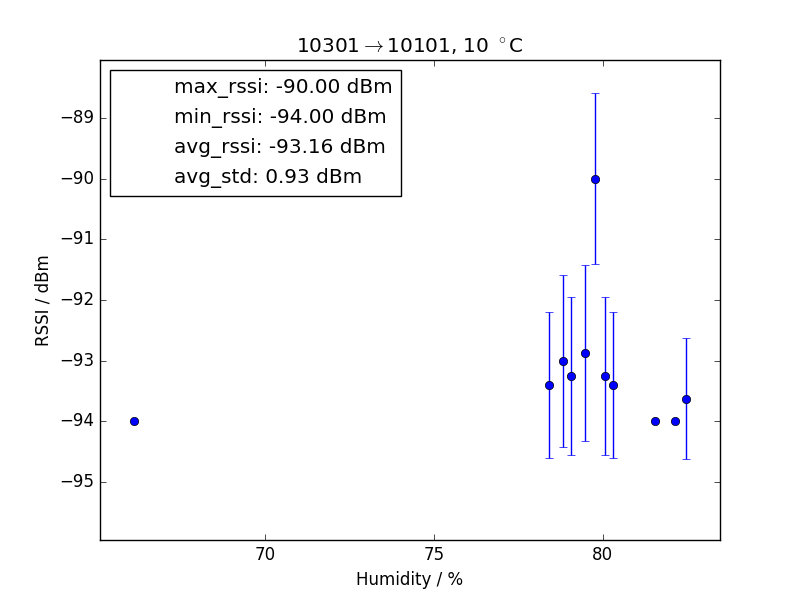 10301→10101, 10 °C
max_rssi: -90.00 dBm
min_rssi: -94.00 dBm
avg_rssi: -93.16 dBm
avg_std: 0.93 dBm
RSSI / dBm
−89
−90
−91
−92
−93
−94
−95
70 75 80
Humidity / %